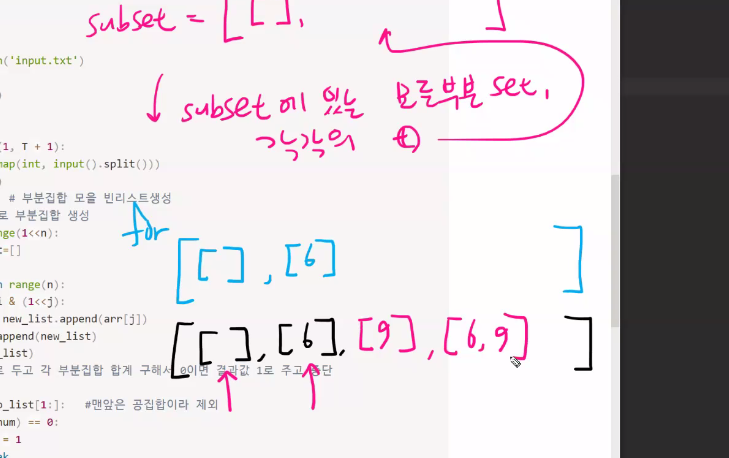 subset = [ [ ],                    ]
n('input.txt')
subset에 있는 모든부분 set,
각각의 +
[1, T + 1):
map(int, input().split()))
# 부분집합 모을 빈리스트생성
로 부분집합 생성
for
nge(1<<n):
t=[]
[ [ ], [6]                    ]
n range(n):
i & (1<<j):
new_list.append(arr[j])
[ [ ], [6], [9], [6,9]      ]
append(new_list)
_list)
로 두고 각 부분집합 합계 구해서 0이면 결과값 1로 주고 중단
o_list[1:]:   #맨앞은 공집합이라 제외
num) == 0:
= 1